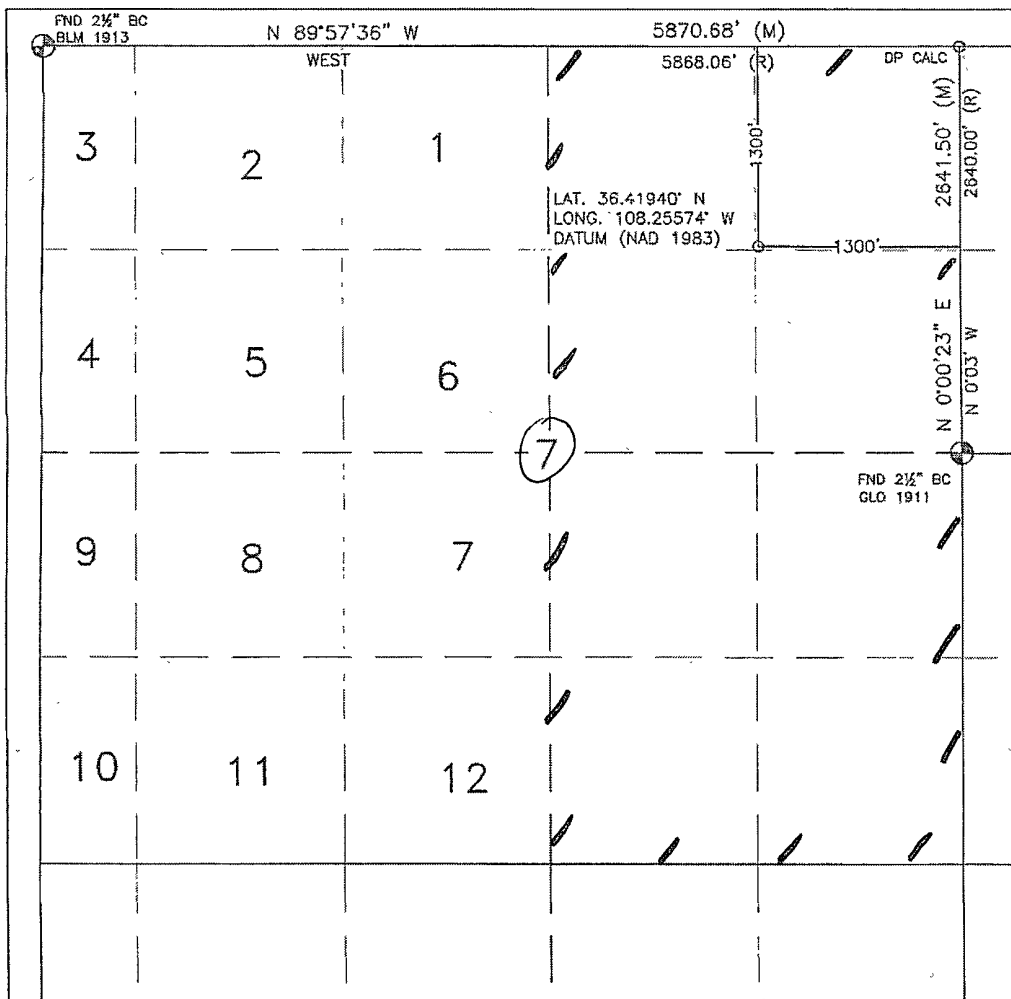 FND 2½" BC
BLM 1913
N 89°57'36" W
5870.68' (M)
WEST
5868.06' (R)
DP CALC
2641.50' (M)
2640.00' (R)
3
2
1
1300'
LAT. 36.41940° N
LONG. 108.25574° W
DATUM (NAD 1983)
1300'
4
5
6
N 0°00'23" E
N 0°03' W
7
FND 2½" BC
GLO 1911
9
8
7
10
11
12